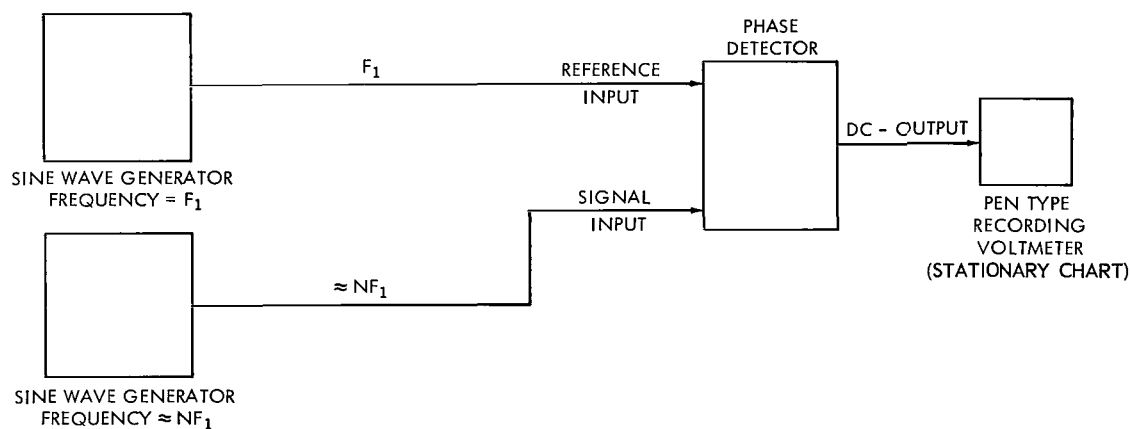 PHASE
DETECTOR
F₁
REFERENCE
INPUT
DC - OUTPUT
SINE WAVE GENERATOR
FREQUENCY = F₁
SIGNAL
INPUT
PEN TYPE
RECORDING
VOLTMETER
(STATIONARY CHART)
≈ NF₁
SINE WAVE GENERATOR
FREQUENCY ≈ NF₁